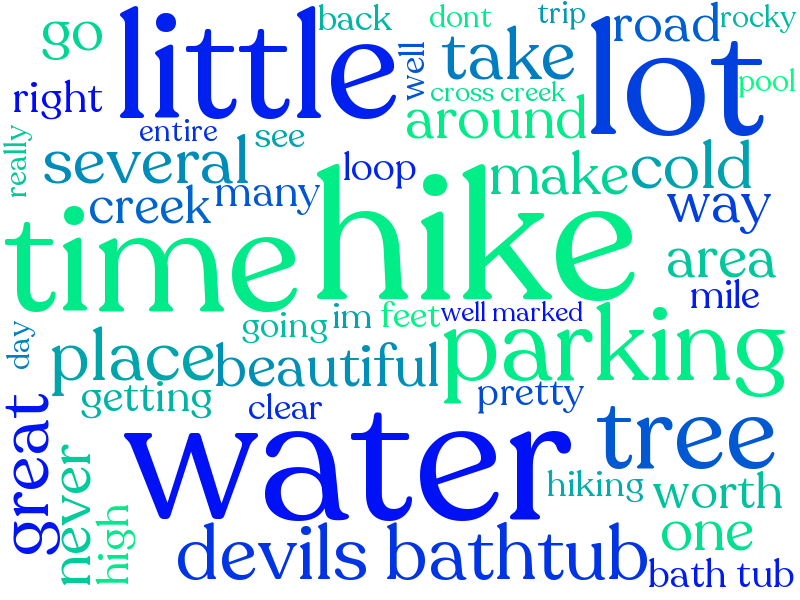 back
dont
trip
rocky
go
little
well
take
lot
road
pool
right
cross creek
around
entire
see
really
several
loop
make
cold
many
creek
way
time
hike
area
mile
day
going
im
feet
well marked
place
beautiful
parking
getting
clear
pretty
great
water
tree
never
high
hiking
worth
devils bathtub
one
bath tub